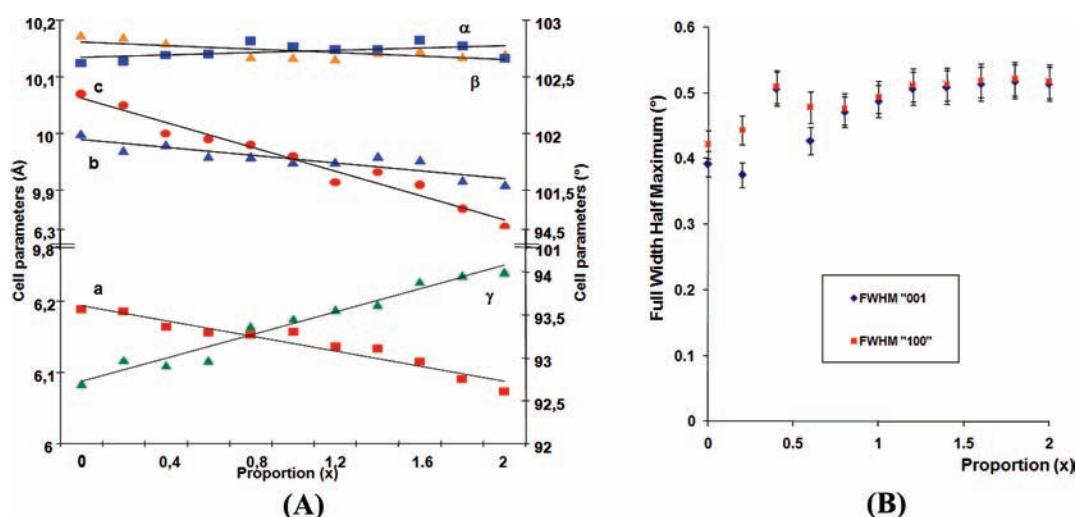 10,2
10,1
10
9,9
6,3
9,8
6,2
6,1
6
Cell parameters (Å)
α
β
c
b
a
γ
103
102,5
102
101,5
94,5
101
94
93,5
93
92,5
92
Cell parameters (°)
0 0,4 0,8 1,2 1.6 2
Proportion (x)
(A)
0.6
0.5
0.4
0.3
0.2
0.1
0
Full Width Half Maximum (°)
FWHM "001
FWHM "100"
0 0.5 1 1.5 2
Proportion (x)
(B)